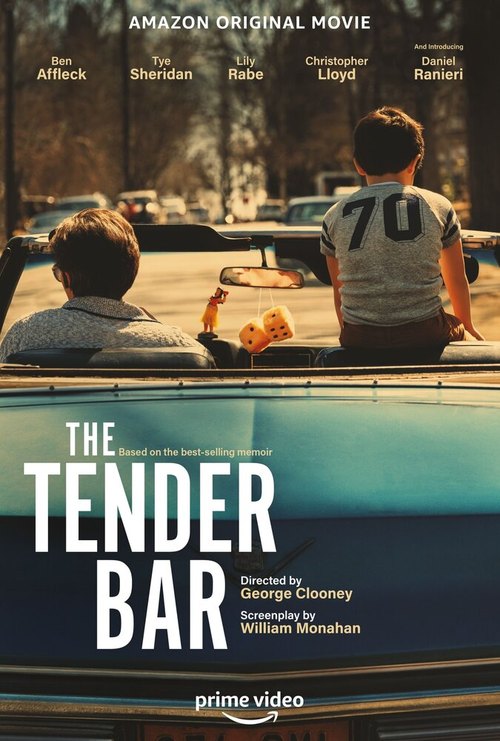 AMAZON ORIGINAL MOVIE
And Introducing
Ben Affleck
Tye Sheridan
Lily Rabe
Christopher Lloyd
Daniel Ranieri
70
THE
Based on the best-selling memoir
TENDER
BAR
Directed by
George Clooney
Screenplay by
William Monahan
prime video